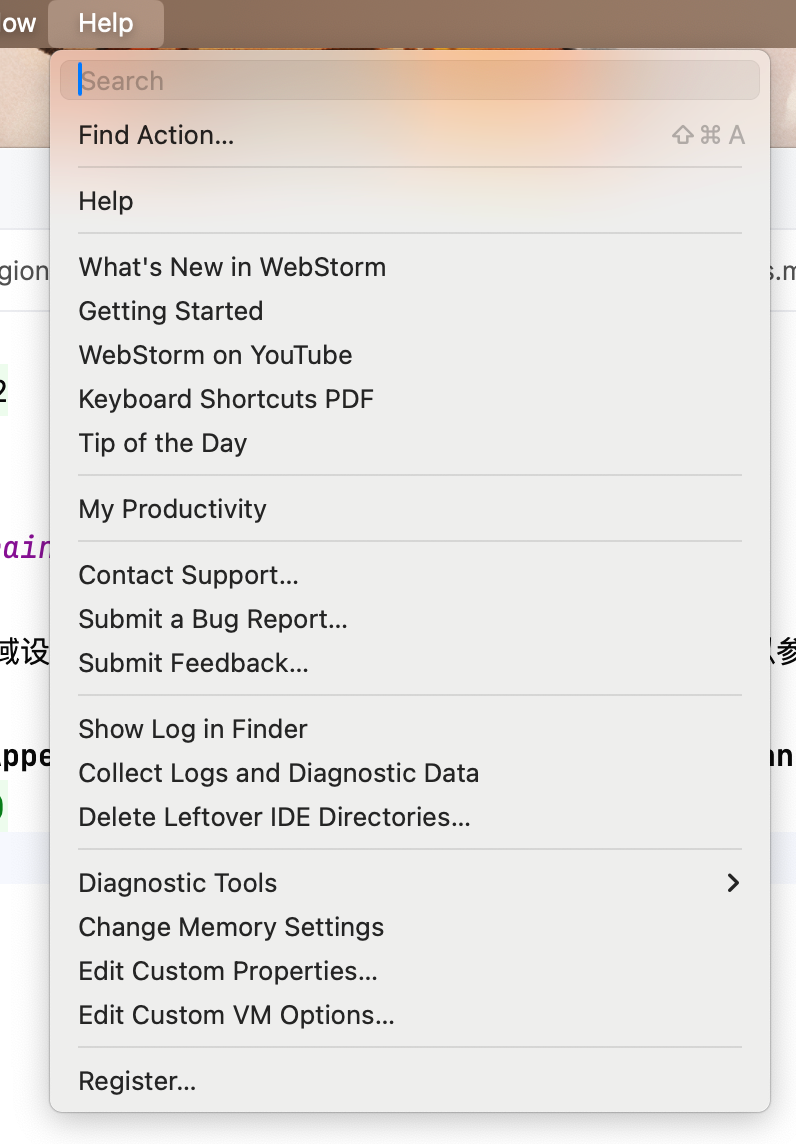 ow Help
Search
Find Action... ⇧⌘A
Help
gion
s.m
What's New in WebStorm
Getting Started
WebStorm on YouTube
2
Keyboard Shortcuts PDF
Tip of the Day
My Productivity
ain
Contact Support...
Submit a Bug Report...
域设
参
Submit Feedback...
Show Log in Finder
ppe
an
Collect Logs and Diagnostic Data
)
Delete Leftover IDE Directories...
Diagnostic Tools
Change Memory Settings
Edit Custom Properties...
Edit Custom VM Options...
Register...